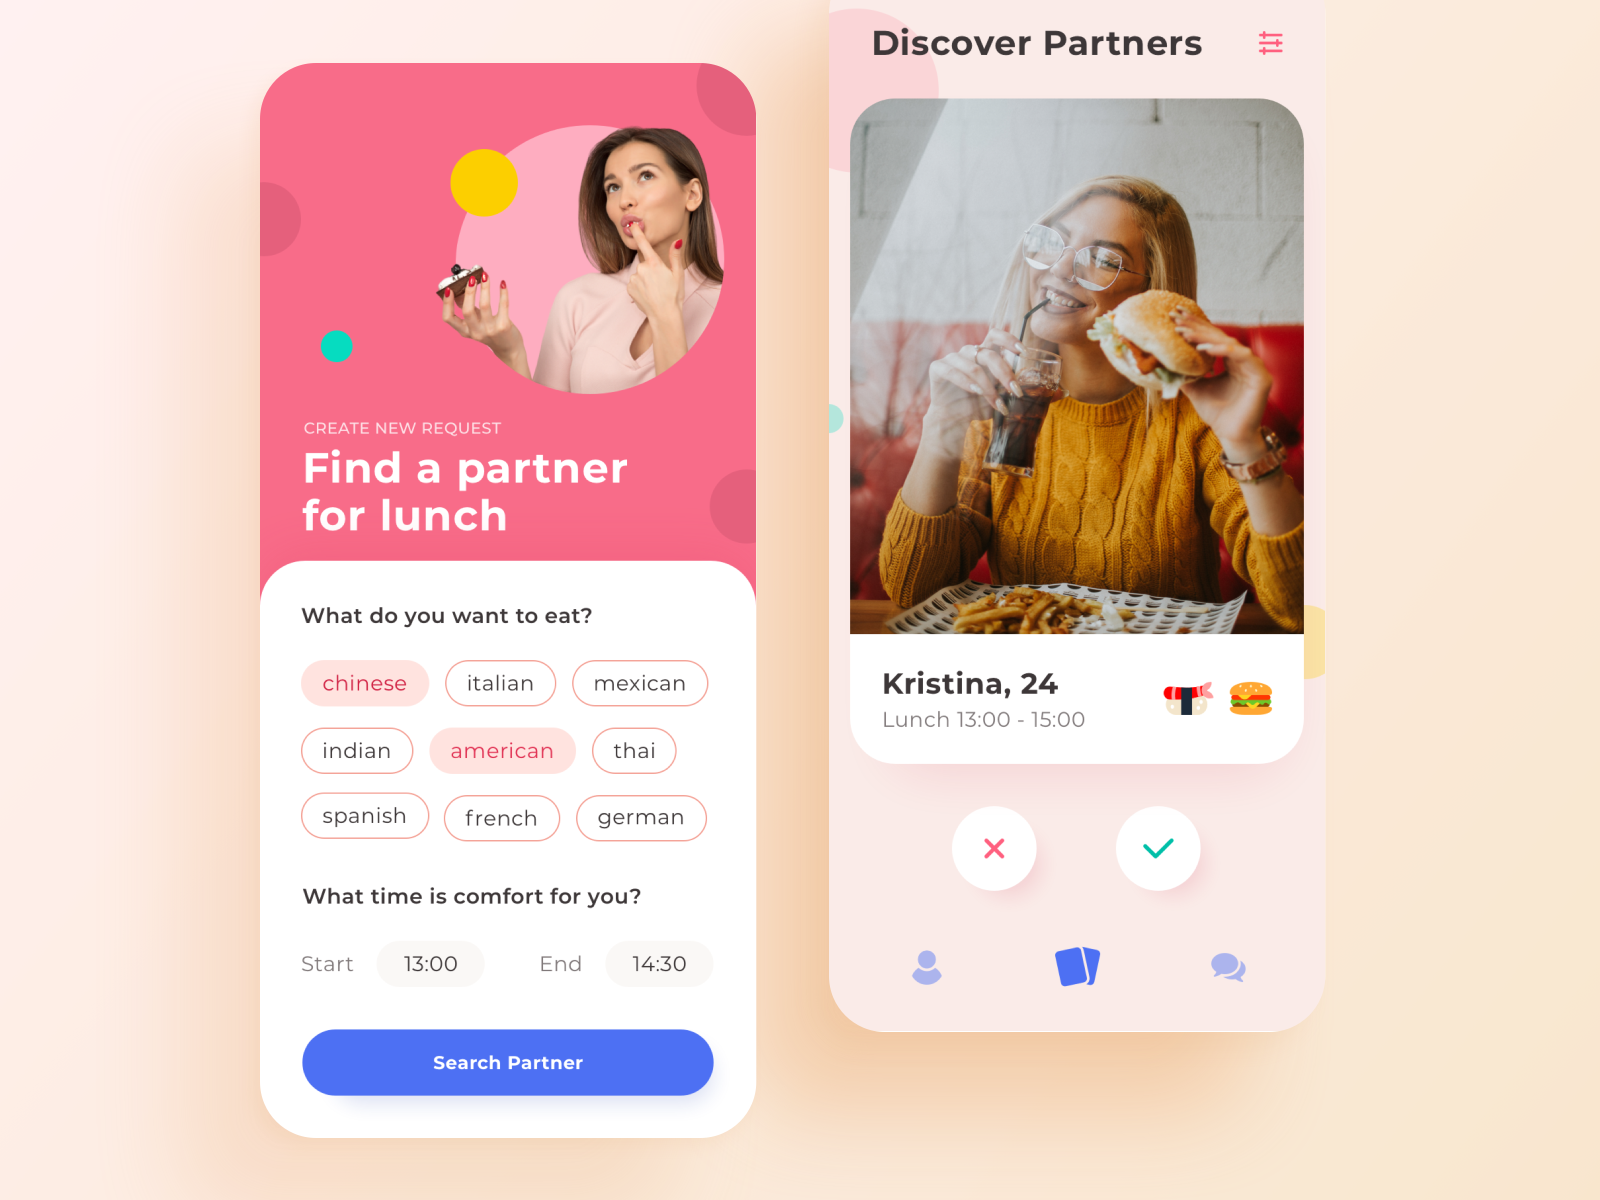 CREATE NEW REQUEST
Find a partner
for lunch
What do you want to eat?
chinese
italian
mexican
indian
american
thai
spanish
french
german
What time is comfort for you?
Start
13:00
End
14:30
Search Partner
Discover Partners
Kristina, 24
Lunch 13:00 - 15:00